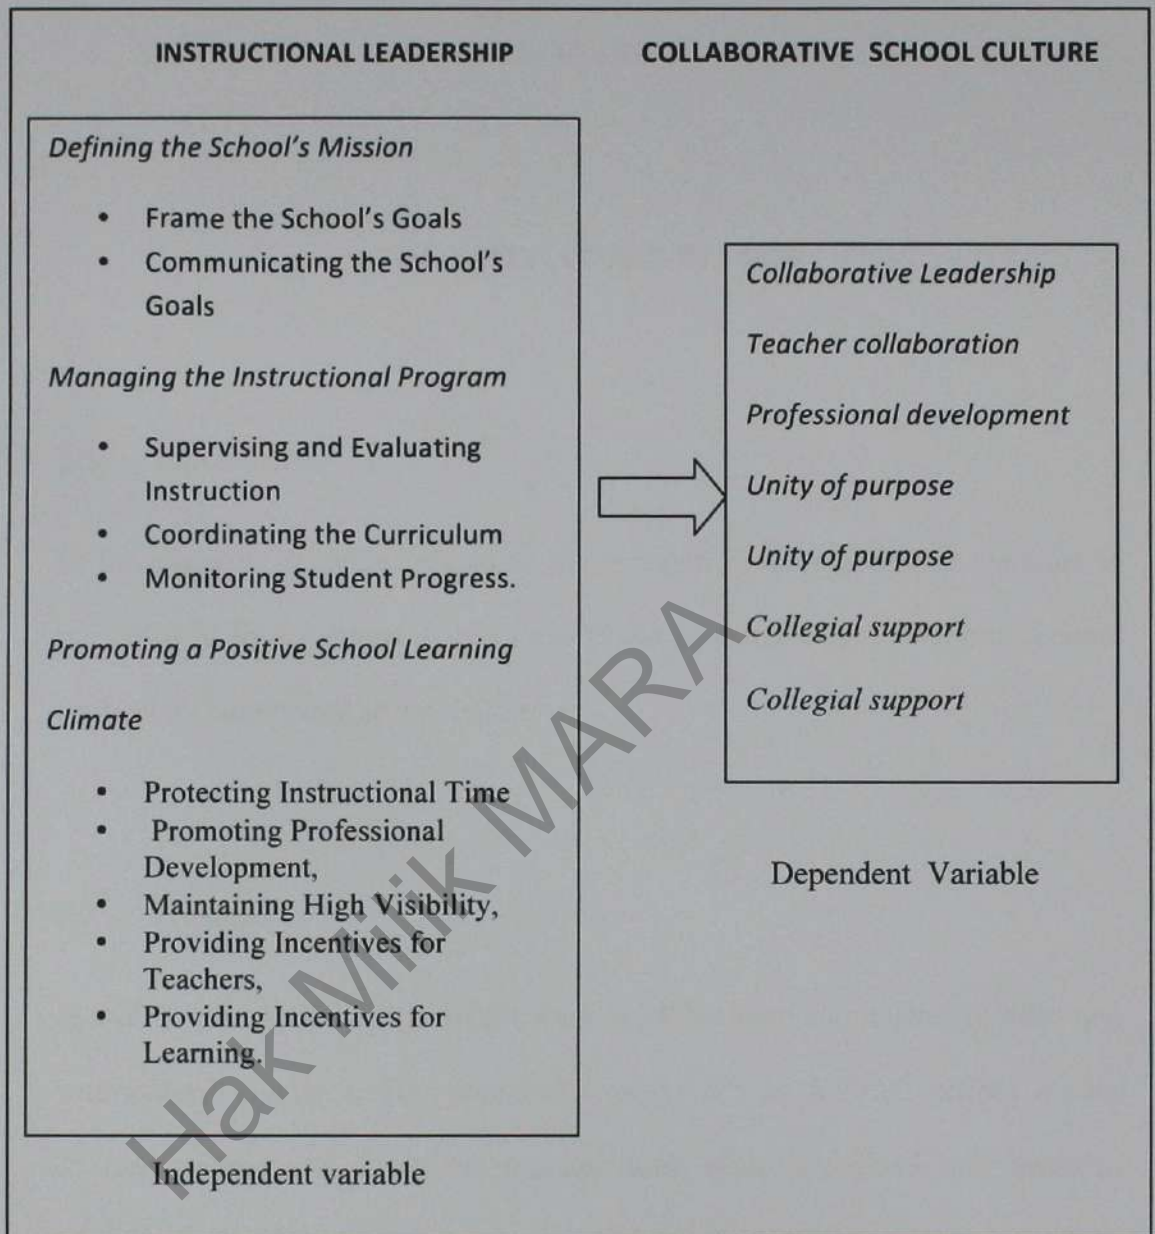 INSTRUCTIONAL LEADERSHIP
COLLABORATIVE SCHOOL CULTURE
Defining the School's Mission
• Frame the School's Goals
• Communicating the School's
Goals
Managing the Instructional Program
• Supervising and Evaluating
Instruction
• Coordinating the Curriculum
• Monitoring Student Progress.
Promoting a Positive School Learning
Climate
• Protecting Instructional Time
• Promoting Professional
Development,
• Maintaining High Visibility,
• Providing Incentives for
Teachers,
• Providing Incentives for
Learning.
Independent variable
Collaborative Leadership
Teacher collaboration
Professional development
Unity of purpose
Unity of purpose
Collegial support
Collegial support
Dependent Variable
Hak Milik MARA